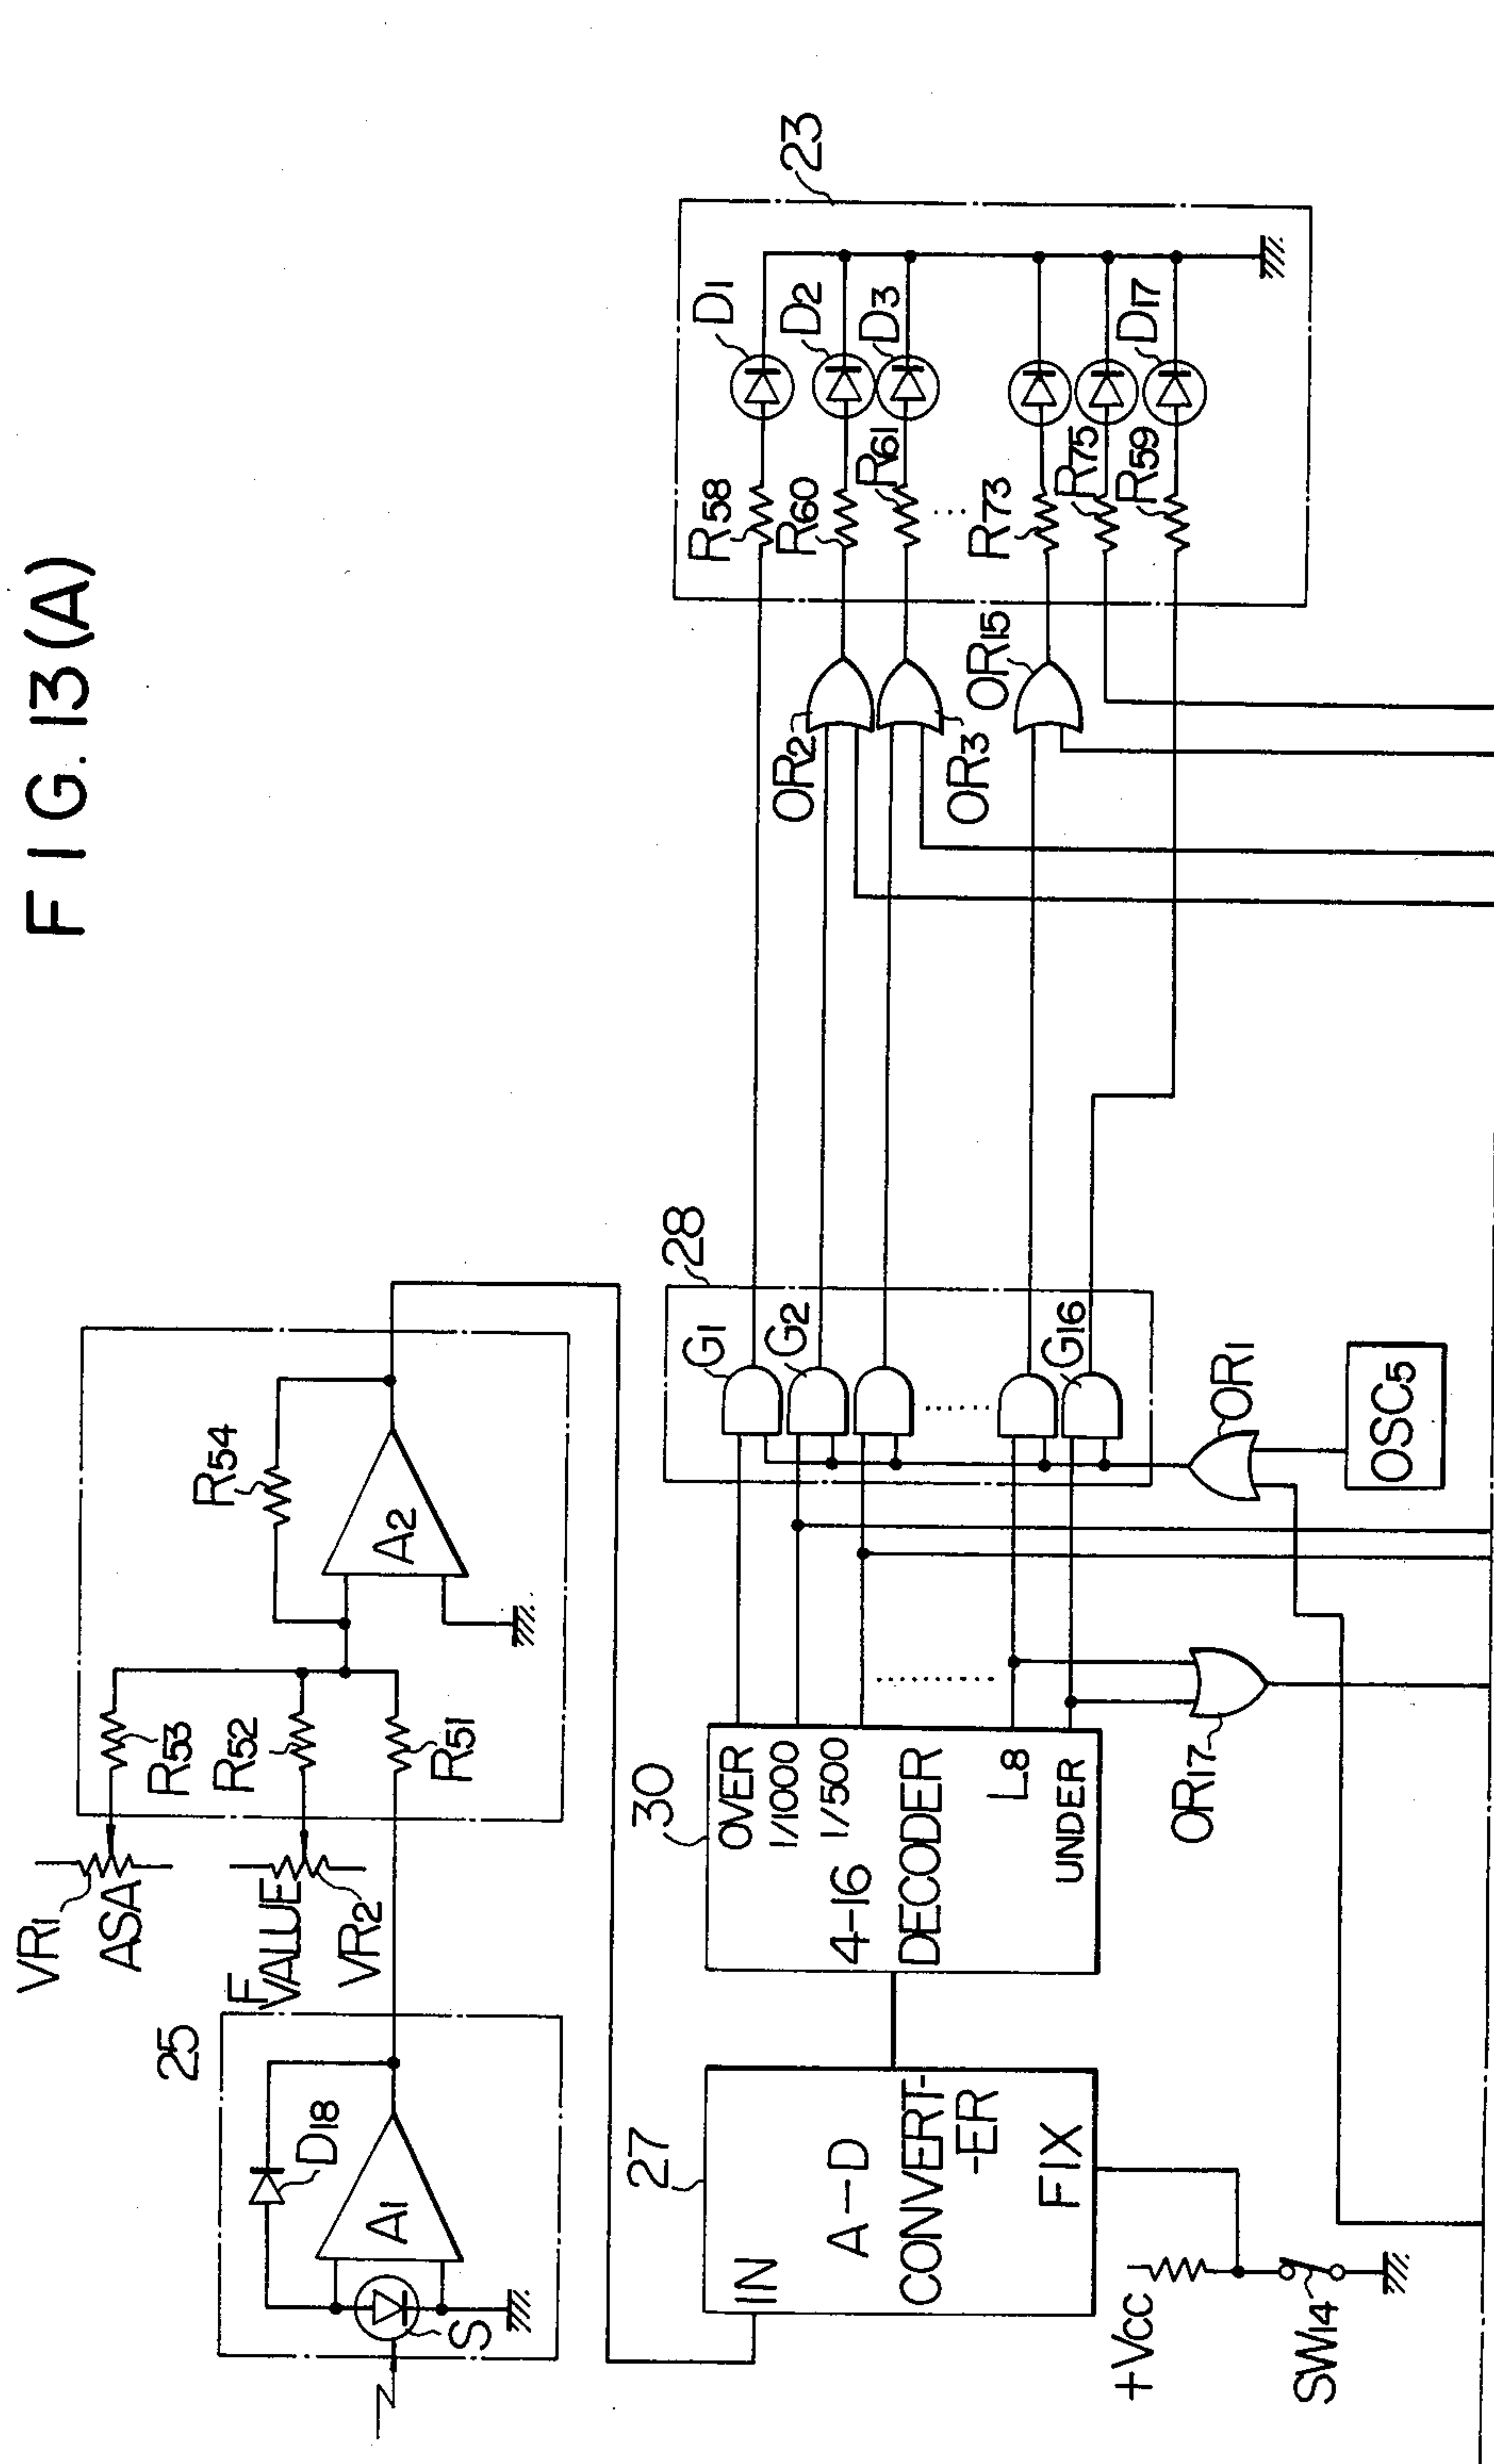 FIG. 13(A)
VR1
ASA
F VALUE
VR2
R53
R52
R51
R54
A2
25
D18
A1
S
23
D1
D2
D3
D17
R58
R60
R61
R73
R75
R59
OR2
OR3
OR15
28
G1
G2
G16
OR1
OSC5
30
OVER
1/1000
1/500
4-16
DECODER
L8
UNDER
OR17
27
IN
A-D
CONVERT-
-ER
FIX
+VCC
SW14